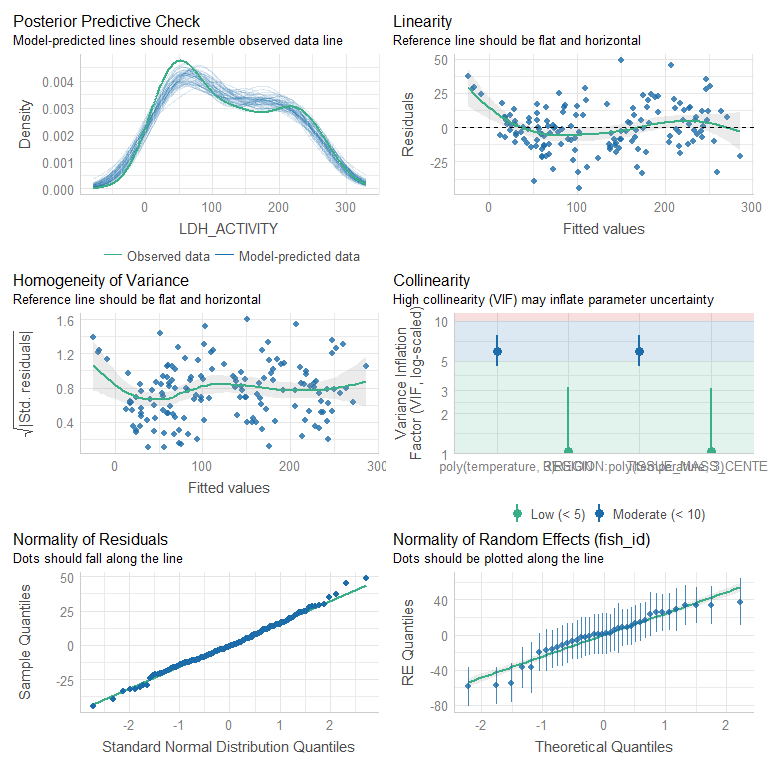 Posterior Predictive Check
Model-predicted lines should resemble observed data line
Density
0.004
0.003
0.002
0.001
0.000
0 100 200 300
LDH_ACTIVITY
Observed data Model-predicted data
Linearity
Reference line should be flat and horizontal
Residuals
50
25
0
-25
0 100 200 300
Fitted values
Homogeneity of Variance
Reference line should be flat and horizontal
√|Std. residuals|
1.6
1.2
0.8
0.4
0 100 200 300
Fitted values
Collinearity
High collinearity (VIF) may inflate parameter uncertainty
Variance Inflation
Factor (VIF, log-scaled)
10
5
3
2
1
poly(temperature, 3)
Low (< 5) Moderate (< 10)
Normality of Residuals
Dots should fall along the line
Sample Quantiles
50
25
0
-25
-2 -1 0 1 2
Standard Normal Distribution Quantiles
Normality of Random Effects (fish_id)
Dots should be plotted along the line
RE Quantiles
40
0
-40
-80
-2 -1 0 1 2
Theoretical Quantiles